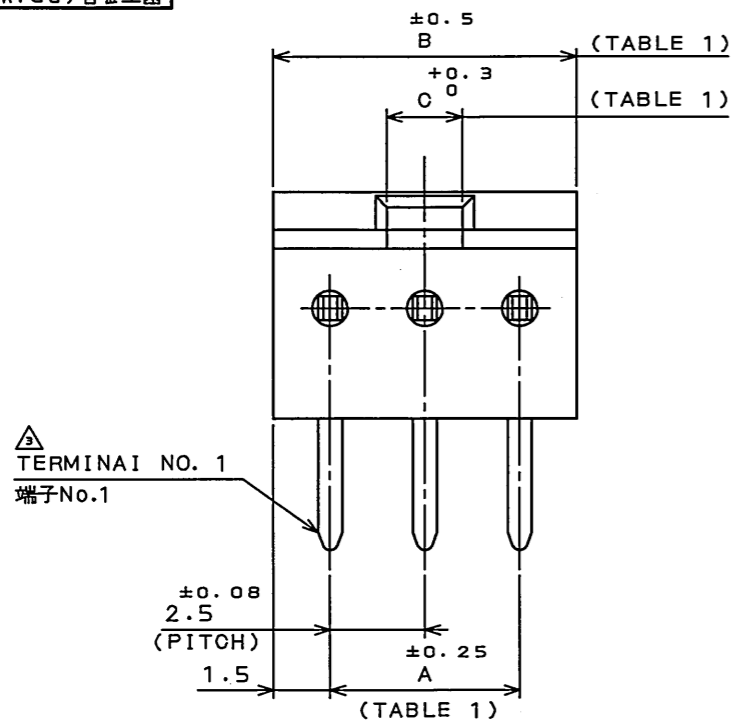 ±0.5
B (TABLE 1)
+0.3
0
C (TABLE 1)
3
TERMINAI NO. 1
端子No.1
±0.08
2.5
(PITCH)
±0.25
1.5 A
(TABLE 1)